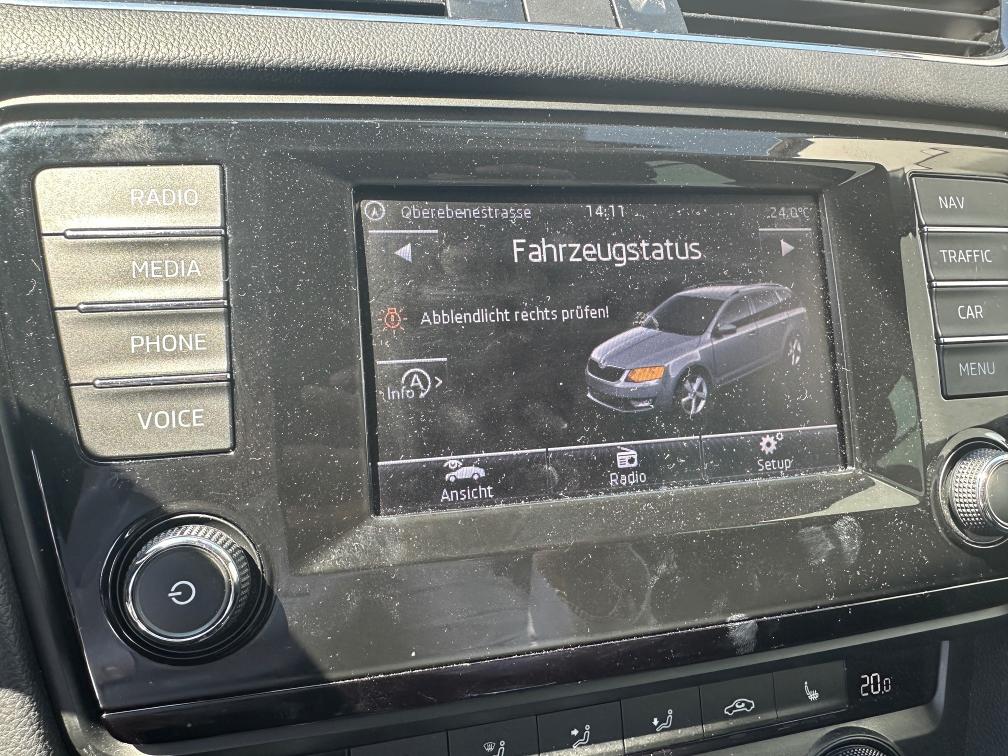 RADIO
MEDIA
PHONE
VOICE
Oberebenestrasse 14:11 24,0°C
Fahrzeugstatus
Abblendlicht rechts prüfen!
A
Info
Ansicht
Radio
Setup
NAV
TRAFFIC
CAR
MENU
20.0